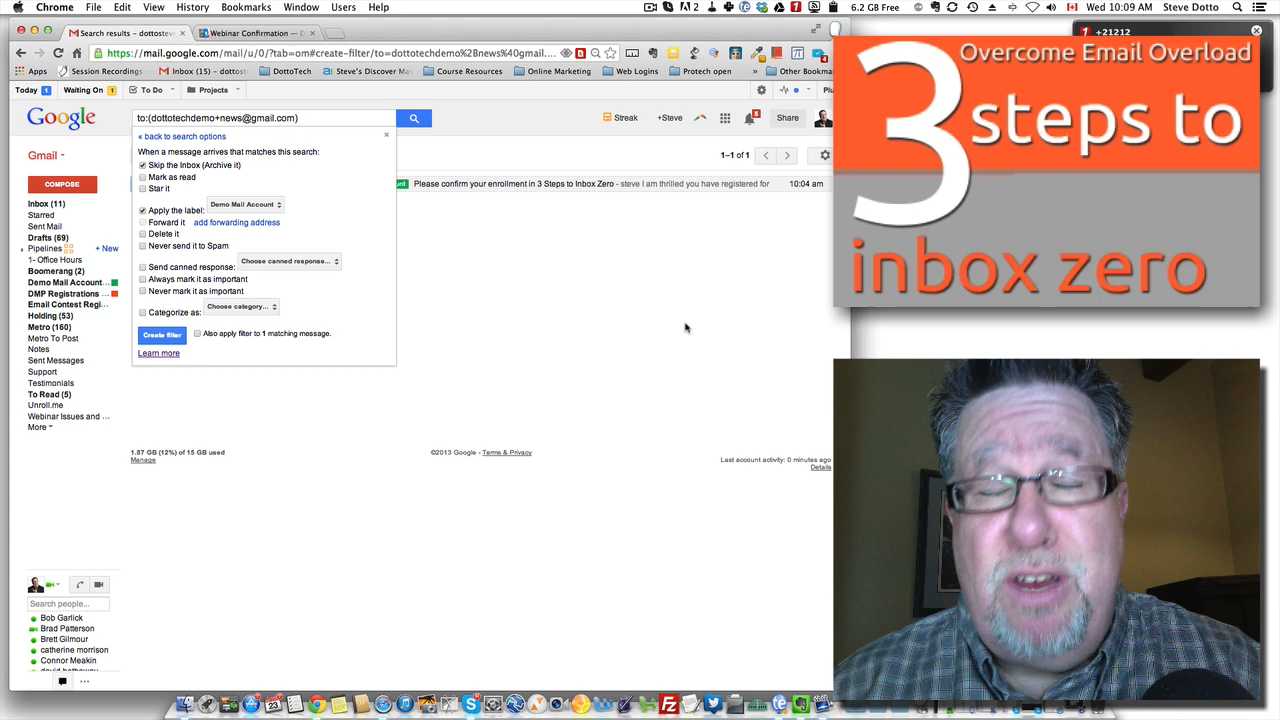 Chrome File Edit View History Bookmarks Window Users Help
2 1 6.2 GB Free Wed 10:09 AM Steve Dotto
Search results – dottostev Webinar Confirmation — D
https://mail.google.com/mail/u/0/?tab=om#create-filter/to=dottotechdemo%2Bnews%40gmail....
Apps Session Recordings Inbox (15) – dottos DottoTech Steve's Discover Ma Course Resources Online Marketing Web Logins Protech open » Other Bookmar
Today 1 Waiting On 1 To Do Projects Plu
Google to:(dottotechdemo+news@gmail.com) Streak +Steve 8 Share
Gmail 1–1 of 1
« back to search options
When a message arrives that matches this search:
Skip the Inbox (Archive it)
Mark as read
Star it
Apply the label: Demo Mail Account
Forward it add forwarding address
Delete it
Never send it to Spam
Send canned response: Choose canned response...
Always mark it as important
Never mark it as important
Categorize as: Choose category...
Create filter Also apply filter to 1 matching message.
Learn more
unt Please confirm your enrollment in 3 Steps to Inbox Zero - steve I am thrilled you have registered for 10:04 am
COMPOSE
Inbox (11)
Starred
Sent Mail
Drafts (69)
Pipelines + New
1- Office Hours
Boomerang (2)
Demo Mail Account...
DMP Registrations ...
Email Contest Regi...
Holding (53)
Metro (160)
Metro To Post
Notes
Sent Messages
Support
Testimonials
To Read (5)
Unroll.me
Webinar Issues and ...
More
1.87 GB (12%) of 15 GB used
Manage
©2013 Google - Terms & Privacy
Last account activity: 0 minutes ago
Details
Search people...
Bob Garlick
Brad Patterson
Brett Gilmour
catherine morrison
Connor Meakin
1 +21212
Overcome Email Overload
3 steps to
inbox zero